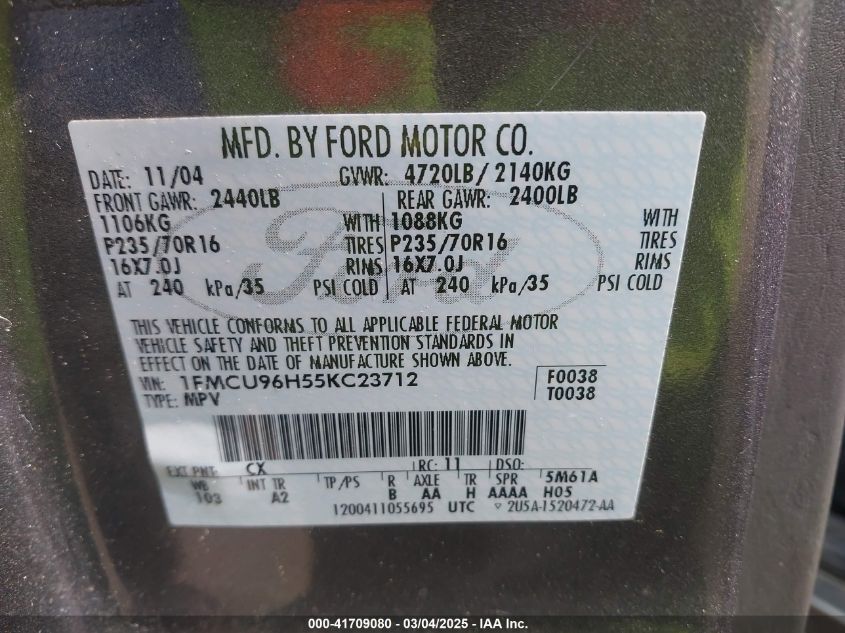 MFD. BY FORD MOTOR CO.
DATE: 11/04 GVWR: 4720LB/ 2140KG
FRONT GAWR: 2440LB REAR GAWR: 2400LB
1106KG WITH 1088KG WITH
P235/70R16 TIRES P235/70R16 TIRES
16X7.0J RIMS 16X7.0J RIMS
AT 240 kPa/35 PSI COLD AT 240 kPa/35 PSI COLD
Ford
THIS VEHICLE CONFORMS TO ALL APPLICABLE FEDERAL MOTOR
VEHICLE SAFETY AND THEFT PREVENTION STANDARDS IN
EFFECT ON THE DATE OF MANUFACTURE SHOWN ABOVE.
VIN: 1FMCU96H55KC23712 F0038
TYPE: MPV T0038
EXT PNT: CX RC: 11 DSO:
WB INT TR TP/PS R AXLE TR SPR 5M61A
103 A2 B AA H AAAA H05
1200411055695 UTC ▽ 2U5A-1520472-AA
000-41709080 - 03/04/2025 - IAA Inc.